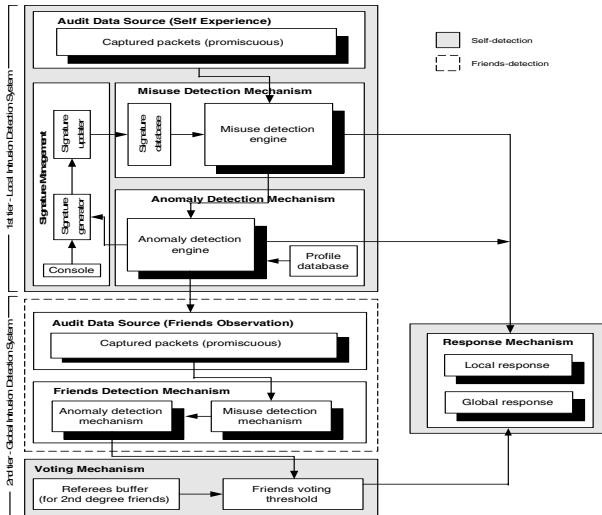 Audit Data Source (Self Experience)
Captured packets (promiscuous)
Self-detection
Friends-detection
1st tier - Local Intrusion Detection System
Misuse Detection Mechanism
Signature Management
Signature
updater
Signature
database
Misuse detection
engine
Anomaly Detection Mechanism
Signature
generator
Anomaly detection
engine
Profile
database
Console
2nd tier - Global Intrusion Detection System
Audit Data Source (Friends Observation)
Captured packets (promiscuous)
Response Mechanism
Local response
Global response
Friends Detection Mechanism
Anomaly detection
mechanism
Misuse detection
mechanism
Voting Mechanism
Referees buffer
(for 2nd degree friends)
Friends voting
threshold